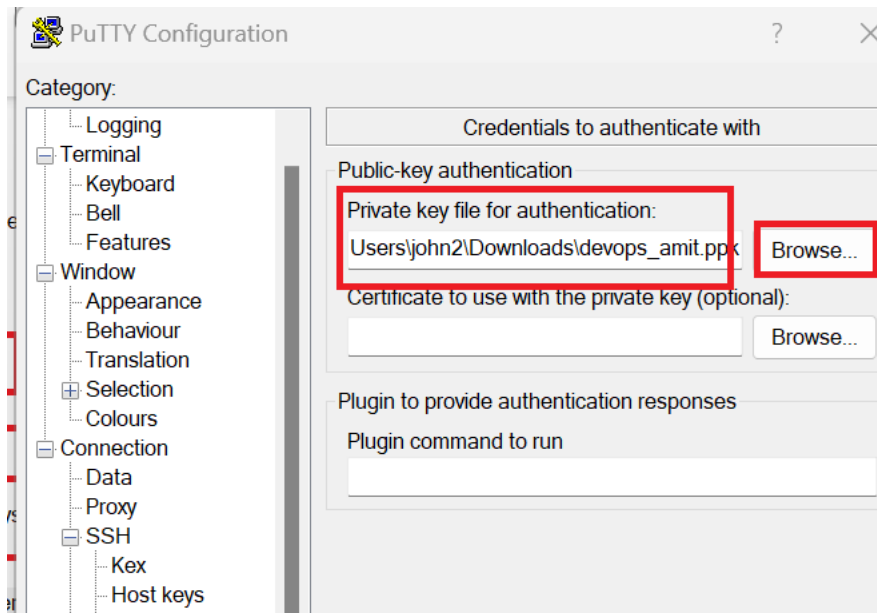 PuTTY Configuration
Category:
Logging
Terminal
Keyboard
Bell
Features
Window
Appearance
Behaviour
Translation
Selection
Colours
Connection
Data
Proxy
SSH
Kex
Host keys
Credentials to authenticate with
Public-key authentication
Private key file for authentication:
Users\john2\Downloads\devops_amit.ppk
Browse...
Certificate to use with the private key (optional):
Browse...
Plugin to provide authentication responses
Plugin command to run